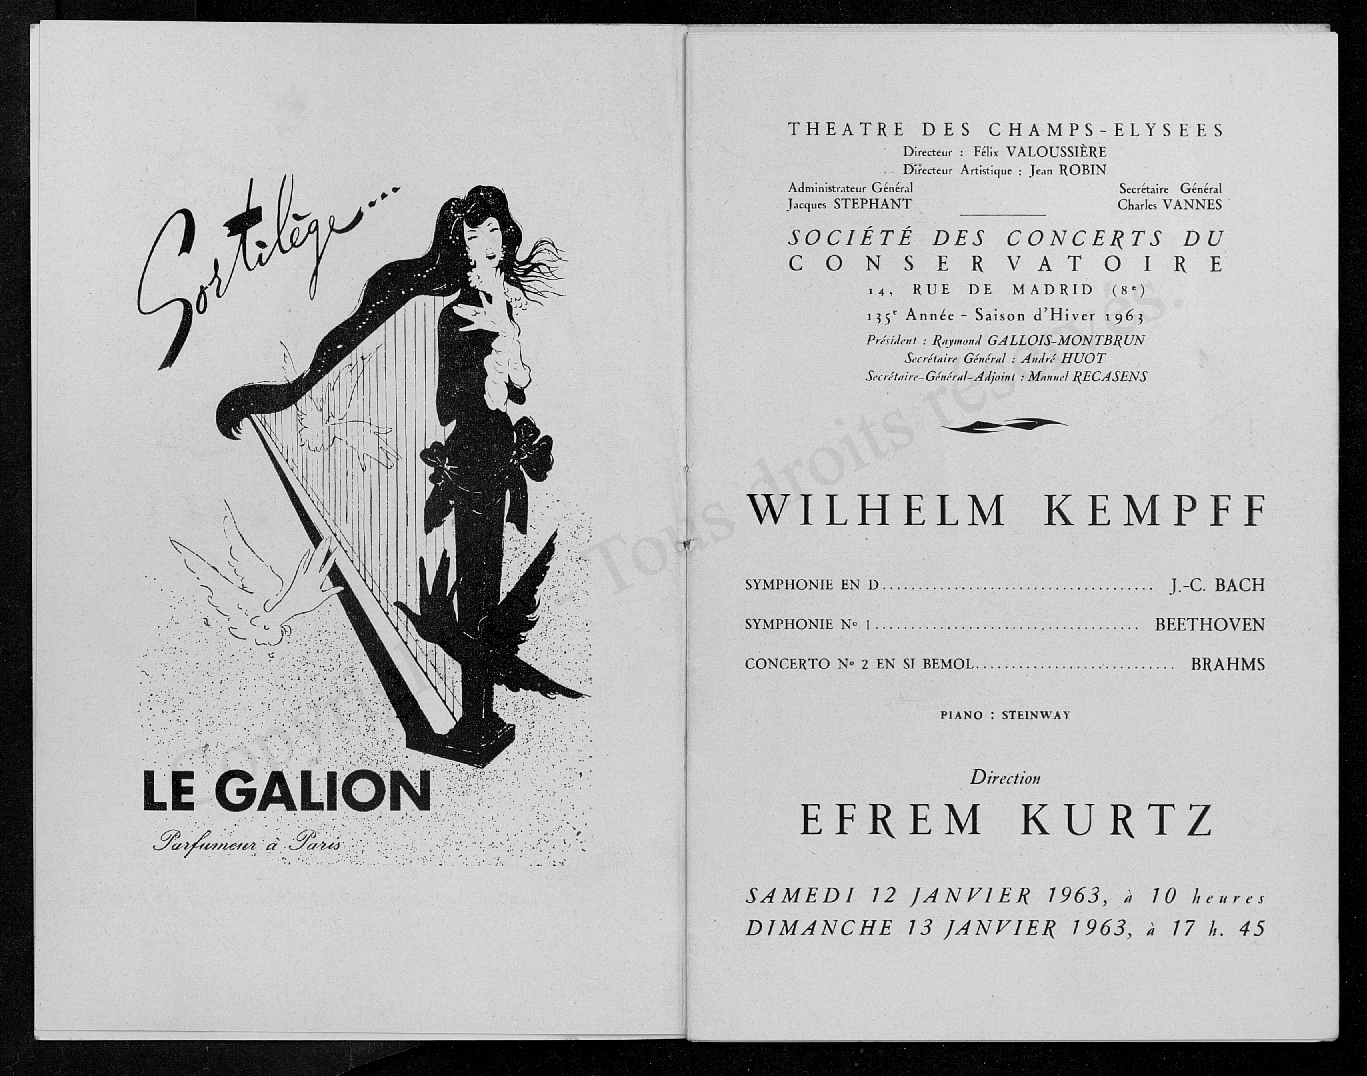 Sortilège...
LE GALION
Parfumeur à Paris
THEATRE DES CHAMPS-ELYSEES
Directeur : Félix VALOUSSIÈRE
Directeur Artistique : Jean ROBIN
Administrateur Général Secrétaire Général
Jacques STEPHANT Charles VANNES
SOCIÉTÉ DES CONCERTS DU
CONSERVATOIRE
14, RUE DE MADRID (8e)
135e Année - Saison d'Hiver 1963
Président : Raymond GALLOIS-MONTBRUN
Secrétaire Général : André HUOT
Secrétaire-Général-Adjoint : Manuel RECASENS
WILHELM KEMPFF
SYMPHONIE EN D...................................... J.-C. BACH
SYMPHONIE No 1..................................... BEETHOVEN
CONCERTO No 2 EN SI BEMOL............................ BRAHMS
PIANO : STEINWAY
Direction
EFREM KURTZ
SAMEDI 12 JANVIER 1963, à 10 heures
DIMANCHE 13 JANVIER 1963, à 17 h. 45
Tous droits réservés.